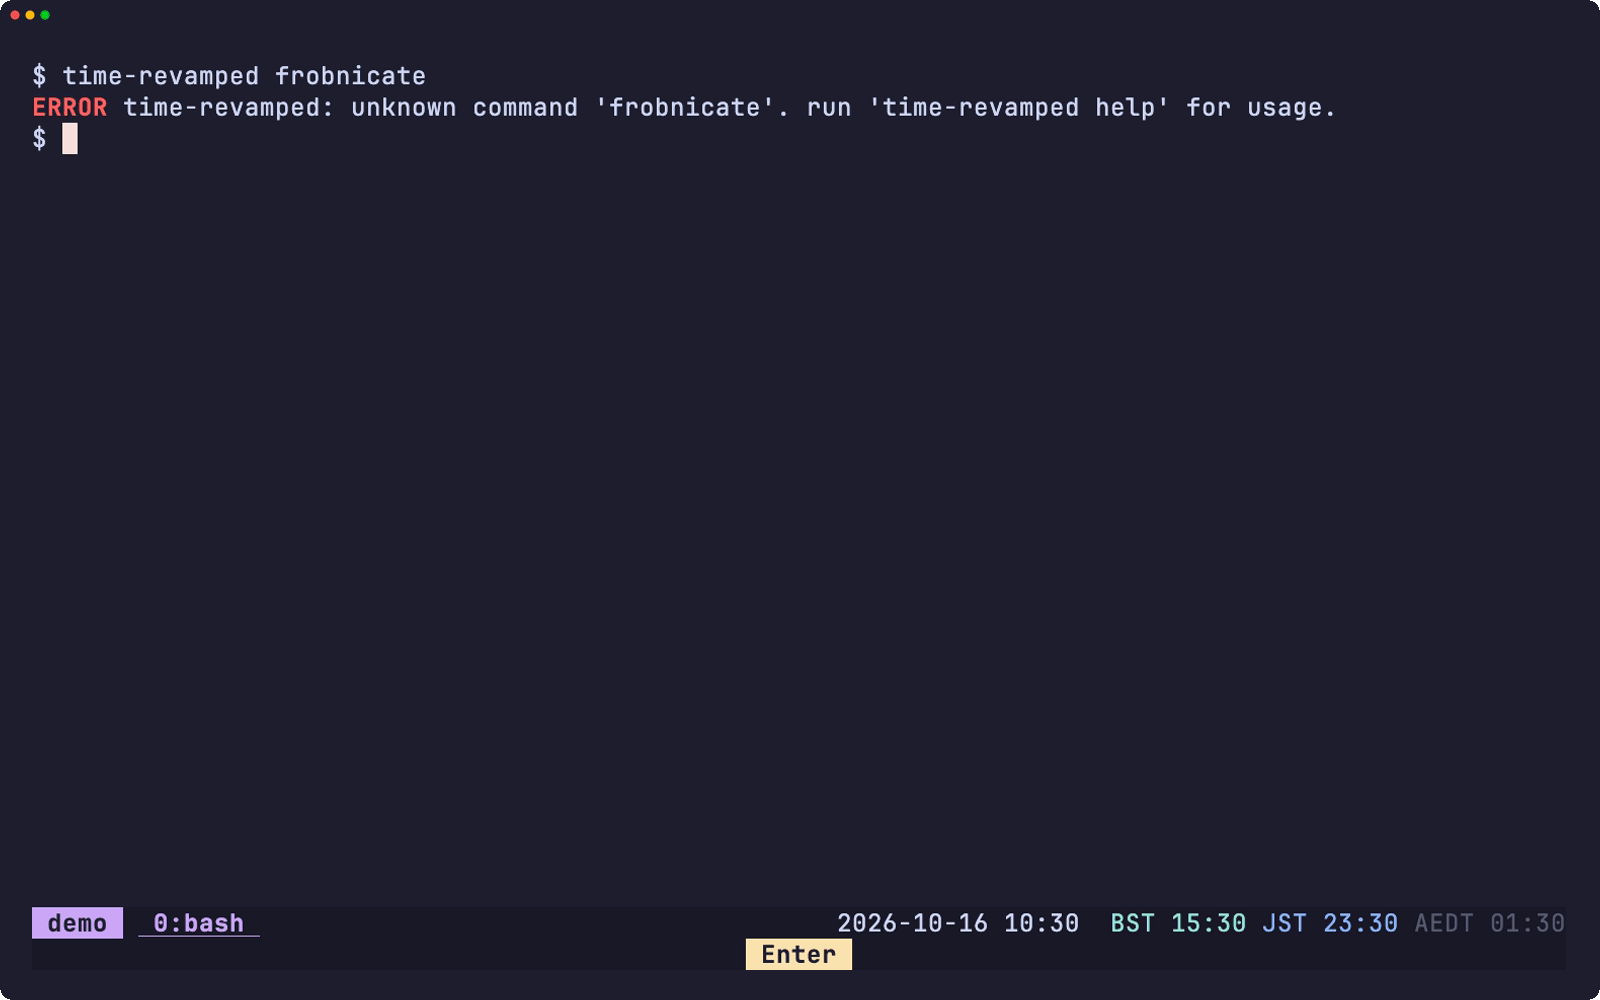 $ time-revamped frobnicate
ERROR time-revamped: unknown command 'frobnicate'. run 'time-revamped help' for usage.
$
demo 0:bash 2026-10-16 10:30 BST 15:30 JST 23:30 AEDT 01:30
Enter